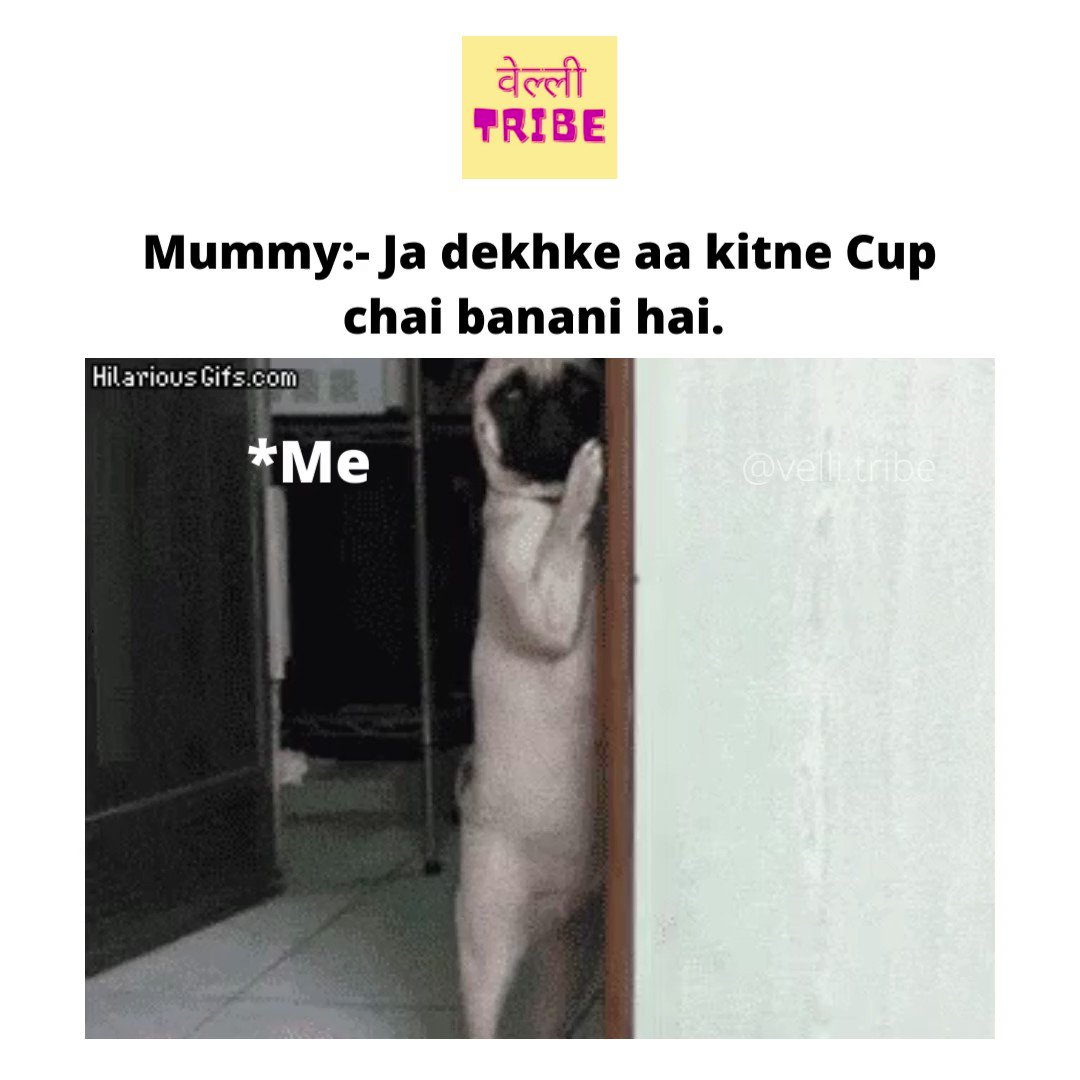 वेल्ली
TRIBE
Mummy:- Ja dekhke aa kitne Cup
chai banani hai.
HilariousGifs.com
*Me
@velli.tribe